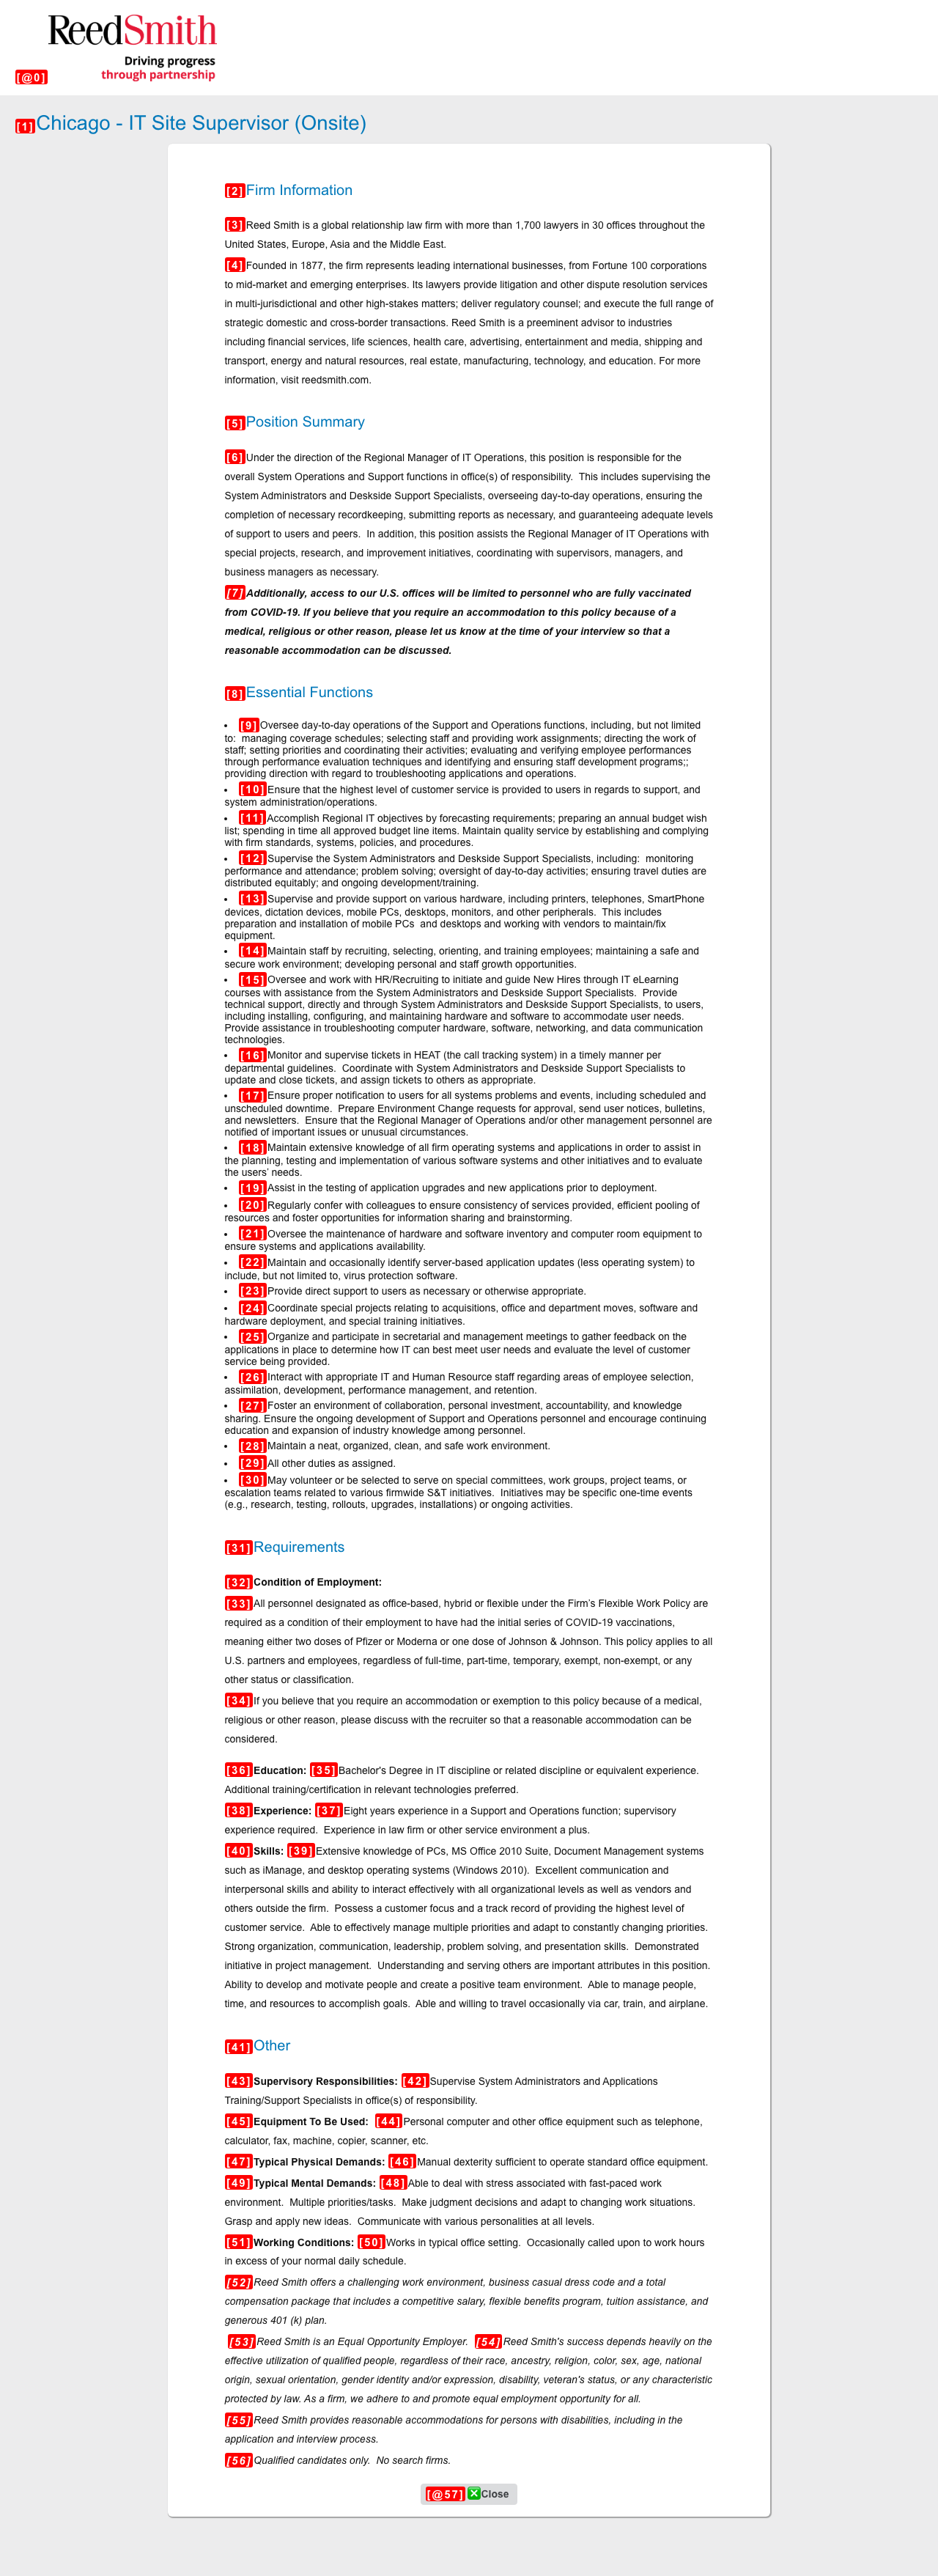 ReedSmith
Driving progress
through partnership
[@0]
[1]Chicago - IT Site Supervisor (Onsite)
[2]Firm Information
[3]Reed Smith is a global relationship law firm with more than 1,700 lawyers in 30 offices throughout the
United States, Europe, Asia and the Middle East.
[4]Founded in 1877, the firm represents leading international businesses, from Fortune 100 corporations
to mid-market and emerging enterprises. Its lawyers provide litigation and other dispute resolution services
in multi-jurisdictional and other high-stakes matters; deliver regulatory counsel; and execute the full range of
strategic domestic and cross-border transactions. Reed Smith is a preeminent advisor to industries
including financial services, life sciences, health care, advertising, entertainment and media, shipping and
transport, energy and natural resources, real estate, manufacturing, technology, and education. For more
information, visit reedsmith.com.
[5]Position Summary
[6]Under the direction of the Regional Manager of IT Operations, this position is responsible for the
overall System Operations and Support functions in office(s) of responsibility.  This includes supervising the
System Administrators and Deskside Support Specialists, overseeing day-to-day operations, ensuring the
completion of necessary recordkeeping, submitting reports as necessary, and guaranteeing adequate levels
of support to users and peers.  In addition, this position assists the Regional Manager of IT Operations with
special projects, research, and improvement initiatives, coordinating with supervisors, managers, and
business managers as necessary.
[7]Additionally, access to our U.S. offices will be limited to personnel who are fully vaccinated
from COVID-19. If you believe that you require an accommodation to this policy because of a
medical, religious or other reason, please let us know at the time of your interview so that a
reasonable accommodation can be discussed.
[8]Essential Functions
• [9]Oversee day-to-day operations of the Support and Operations functions, including, but not limited
to:  managing coverage schedules; selecting staff and providing work assignments; directing the work of
staff; setting priorities and coordinating their activities; evaluating and verifying employee performances
through performance evaluation techniques and identifying and ensuring staff development programs;;
providing direction with regard to troubleshooting applications and operations.
• [10]Ensure that the highest level of customer service is provided to users in regards to support, and
system administration/operations.
• [11]Accomplish Regional IT objectives by forecasting requirements; preparing an annual budget wish
list; spending in time all approved budget line items. Maintain quality service by establishing and complying
with firm standards, systems, policies, and procedures.
• [12]Supervise the System Administrators and Deskside Support Specialists, including:  monitoring
performance and attendance; problem solving; oversight of day-to-day activities; ensuring travel duties are
distributed equitably; and ongoing development/training.
• [13]Supervise and provide support on various hardware, including printers, telephones, SmartPhone
devices, dictation devices, mobile PCs, desktops, monitors, and other peripherals.  This includes
preparation and installation of mobile PCs  and desktops and working with vendors to maintain/fix
equipment.
• [14]Maintain staff by recruiting, selecting, orienting, and training employees; maintaining a safe and
secure work environment; developing personal and staff growth opportunities.
• [15]Oversee and work with HR/Recruiting to initiate and guide New Hires through IT eLearning
courses with assistance from the System Administrators and Deskside Support Specialists.  Provide
technical support, directly and through System Administrators and Deskside Support Specialists, to users,
including installing, configuring, and maintaining hardware and software to accommodate user needs.
Provide assistance in troubleshooting computer hardware, software, networking, and data communication
technologies.
• [16]Monitor and supervise tickets in HEAT (the call tracking system) in a timely manner per
departmental guidelines.  Coordinate with System Administrators and Deskside Support Specialists to
update and close tickets, and assign tickets to others as appropriate.
• [17]Ensure proper notification to users for all systems problems and events, including scheduled and
unscheduled downtime.  Prepare Environment Change requests for approval, send user notices, bulletins,
and newsletters.  Ensure that the Regional Manager of Operations and/or other management personnel are
notified of important issues or unusual circumstances.
• [18]Maintain extensive knowledge of all firm operating systems and applications in order to assist in
the planning, testing and implementation of various software systems and other initiatives and to evaluate
the users' needs.
• [19]Assist in the testing of application upgrades and new applications prior to deployment.
• [20]Regularly confer with colleagues to ensure consistency of services provided, efficient pooling of
resources and foster opportunities for information sharing and brainstorming.
• [21]Oversee the maintenance of hardware and software inventory and computer room equipment to
ensure systems and applications availability.
• [22]Maintain and occasionally identify server-based application updates (less operating system) to
include, but not limited to, virus protection software.
• [23]Provide direct support to users as necessary or otherwise appropriate.
• [24]Coordinate special projects relating to acquisitions, office and department moves, software and
hardware deployment, and special training initiatives.
• [25]Organize and participate in secretarial and management meetings to gather feedback on the
applications in place to determine how IT can best meet user needs and evaluate the level of customer
service being provided.
• [26]Interact with appropriate IT and Human Resource staff regarding areas of employee selection,
assimilation, development, performance management, and retention.
• [27]Foster an environment of collaboration, personal investment, accountability, and knowledge
sharing. Ensure the ongoing development of Support and Operations personnel and encourage continuing
education and expansion of industry knowledge among personnel.
• [28]Maintain a neat, organized, clean, and safe work environment.
• [29]All other duties as assigned.
• [30]May volunteer or be selected to serve on special committees, work groups, project teams, or
escalation teams related to various firmwide S&T initiatives.  Initiatives may be specific one-time events
(e.g., research, testing, rollouts, upgrades, installations) or ongoing activities.
[31]Requirements
[32]Condition of Employment:
[33]All personnel designated as office-based, hybrid or flexible under the Firm's Flexible Work Policy are
required as a condition of their employment to have had the initial series of COVID-19 vaccinations,
meaning either two doses of Pfizer or Moderna or one dose of Johnson & Johnson. This policy applies to all
U.S. partners and employees, regardless of full-time, part-time, temporary, exempt, non-exempt, or any
other status or classification.
[34]If you believe that you require an accommodation or exemption to this policy because of a medical,
religious or other reason, please discuss with the recruiter so that a reasonable accommodation can be
considered.
[36]Education: [35]Bachelor's Degree in IT discipline or related discipline or equivalent experience.
Additional training/certification in relevant technologies preferred.
[38]Experience: [37]Eight years experience in a Support and Operations function; supervisory
experience required.  Experience in law firm or other service environment a plus.
[40]Skills: [39]Extensive knowledge of PCs, MS Office 2010 Suite, Document Management systems
such as iManage, and desktop operating systems (Windows 2010).  Excellent communication and
interpersonal skills and ability to interact effectively with all organizational levels as well as vendors and
others outside the firm.  Possess a customer focus and a track record of providing the highest level of
customer service.  Able to effectively manage multiple priorities and adapt to constantly changing priorities.
Strong organization, communication, leadership, problem solving, and presentation skills.  Demonstrated
initiative in project management.  Understanding and serving others are important attributes in this position.
Ability to develop and motivate people and create a positive team environment.  Able to manage people,
time, and resources to accomplish goals.  Able and willing to travel occasionally via car, train, and airplane.
[41]Other
[43]Supervisory Responsibilities: [42]Supervise System Administrators and Applications
Training/Support Specialists in office(s) of responsibility.
[45]Equipment To Be Used:  [44]Personal computer and other office equipment such as telephone,
calculator, fax, machine, copier, scanner, etc.
[47]Typical Physical Demands: [46]Manual dexterity sufficient to operate standard office equipment.
[49]Typical Mental Demands: [48]Able to deal with stress associated with fast-paced work
environment.  Multiple priorities/tasks.  Make judgment decisions and adapt to changing work situations.
Grasp and apply new ideas.  Communicate with various personalities at all levels.
[51]Working Conditions: [50]Works in typical office setting.  Occasionally called upon to work hours
in excess of your normal daily schedule.
[52]Reed Smith offers a challenging work environment, business casual dress code and a total
compensation package that includes a competitive salary, flexible benefits program, tuition assistance, and
generous 401 (k) plan.
[53]Reed Smith is an Equal Opportunity Employer.  [54]Reed Smith's success depends heavily on the
effective utilization of qualified people, regardless of their race, ancestry, religion, color, sex, age, national
origin, sexual orientation, gender identity and/or expression, disability, veteran's status, or any characteristic
protected by law. As a firm, we adhere to and promote equal employment opportunity for all.
[55]Reed Smith provides reasonable accommodations for persons with disabilities, including in the
application and interview process.
[56]Qualified candidates only.  No search firms.
[@57]Close